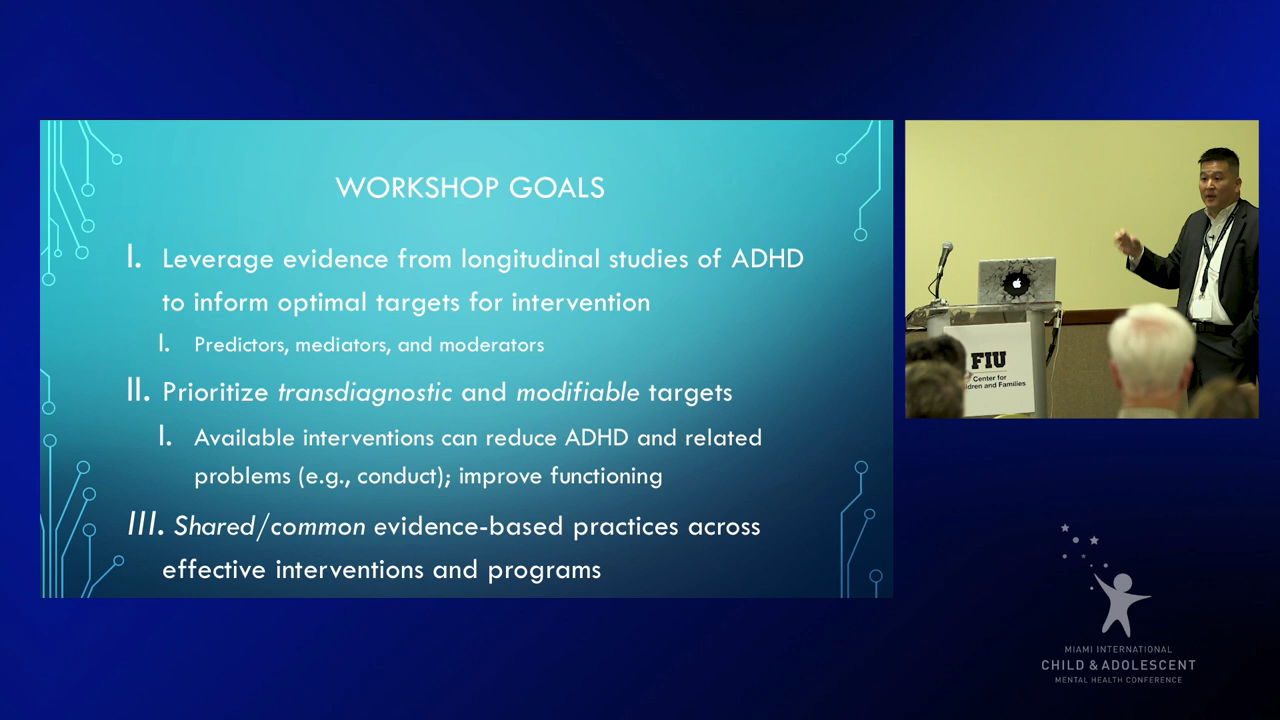 WORKSHOP GOALS
I. Leverage evidence from longitudinal studies of ADHD
to inform optimal targets for intervention
I. Predictors, mediators, and moderators
II. Prioritize transdiagnostic and modifiable targets
I. Available interventions can reduce ADHD and related
problems (e.g., conduct); improve functioning
III. Shared/common evidence-based practices across
effective interventions and programs
FIU
Center for
ldren and Families
MIAMI INTERNATIONAL
CHILD & ADOLESCENT
MENTAL HEALTH CONFERENCE